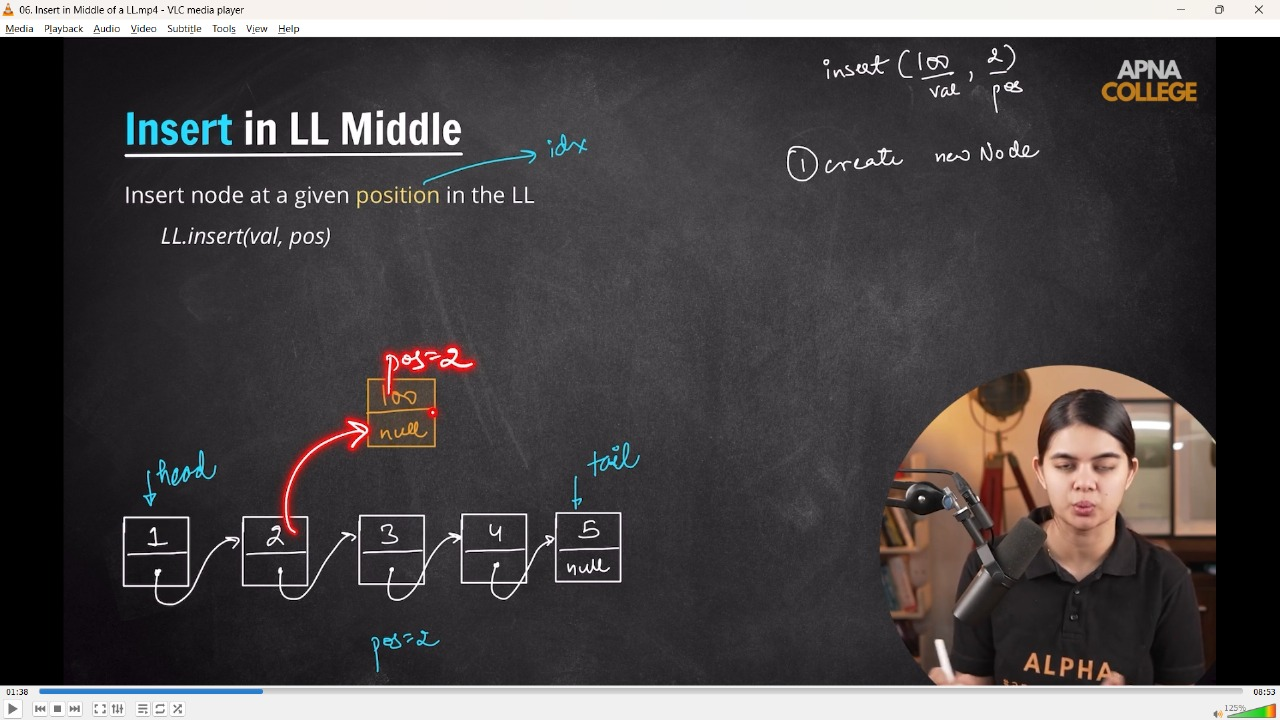 06. Insert in Middle of a LL.mp4 - VLC media player
Media Playback Audio Video Subtitle Tools View Help
insert (100, 2)
val pos
APNA
COLLEGE
Insert in LL Middle
idx
① create new Node
Insert node at a given position in the LL
LL.insert(val, pos)
pos=2
100
null
head
tail
1 2 3 4 5
null
pos=2
ALPHA
01:38
08:53
125%